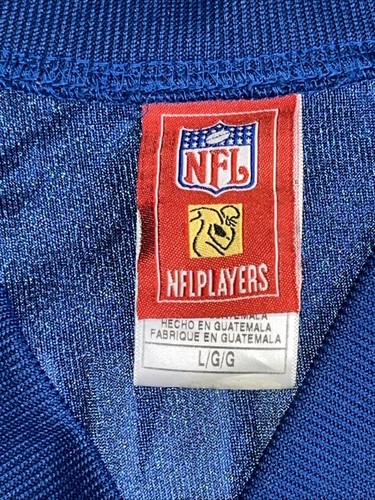 NFL
NFLPLAYERS
HECHO EN GUATEMALA
FABRIQUE EN GUATEMALA
L/G/G